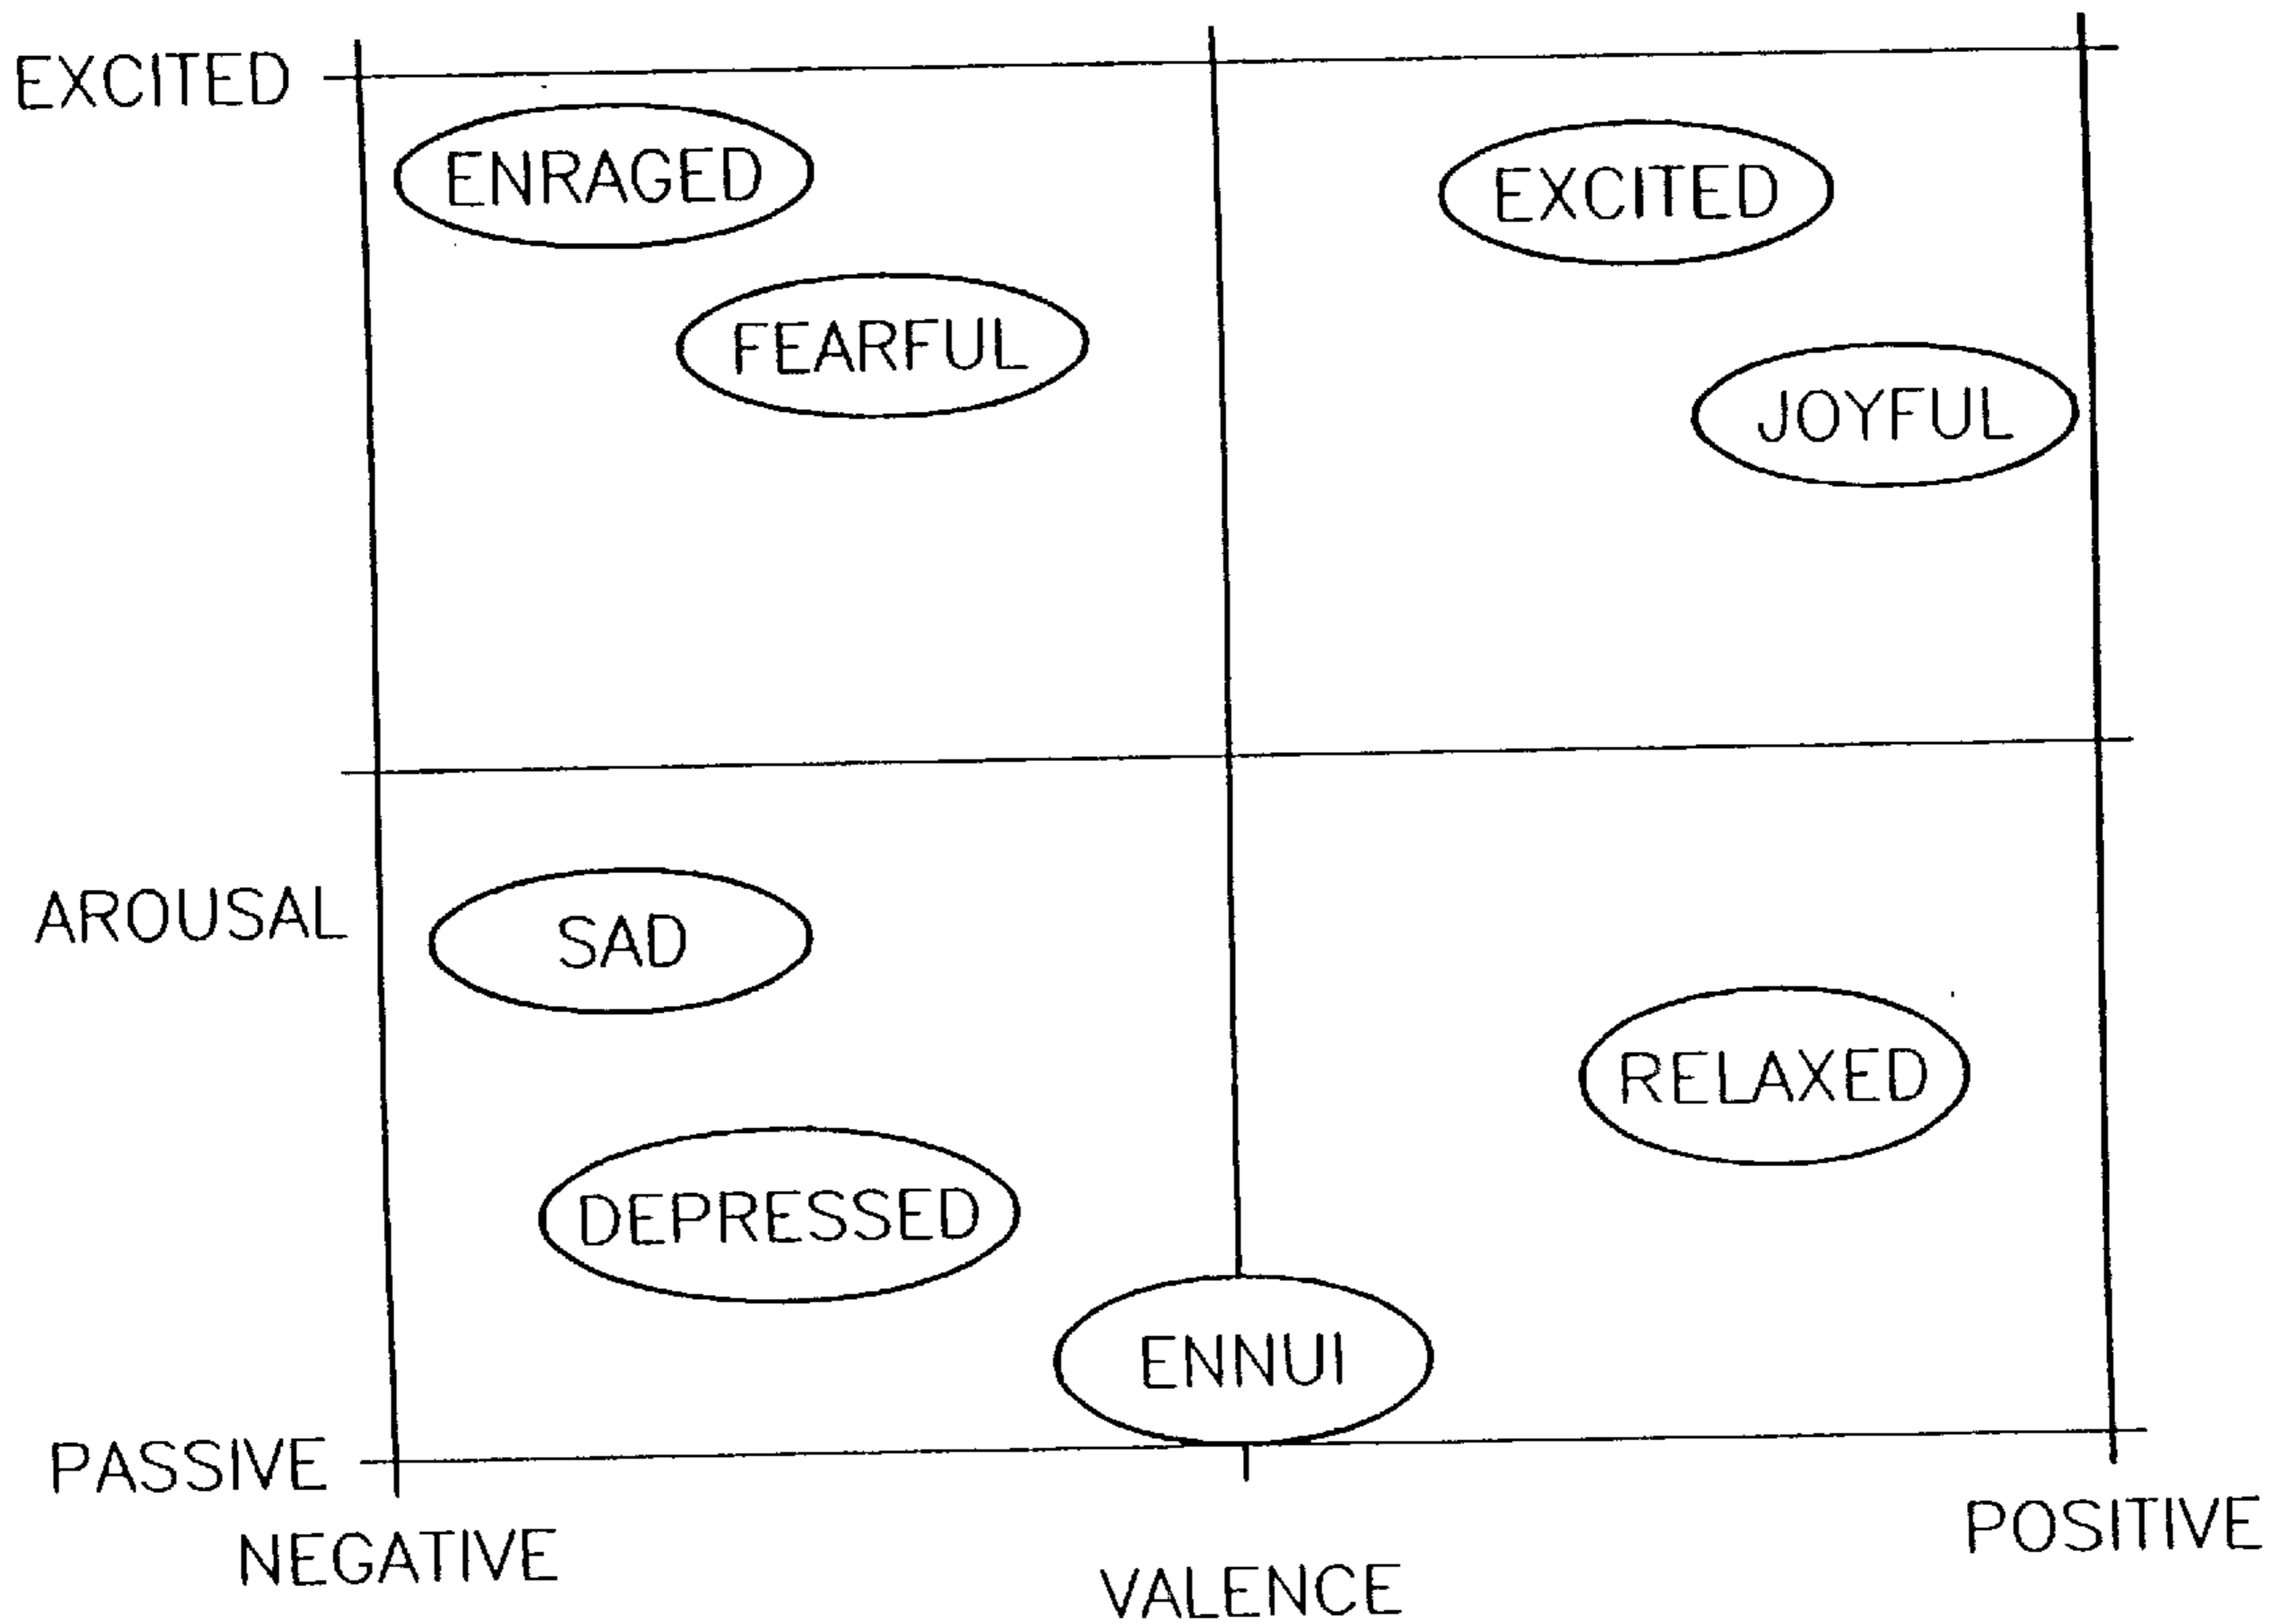 EXCITED
ENRAGED
EXCITED
FEARFUL
JOYFUL
AROUSAL
SAD
RELAXED
DEPRESSED
ENNUI
PASSIVE
NEGATIVE
VALENCE
POSITIVE